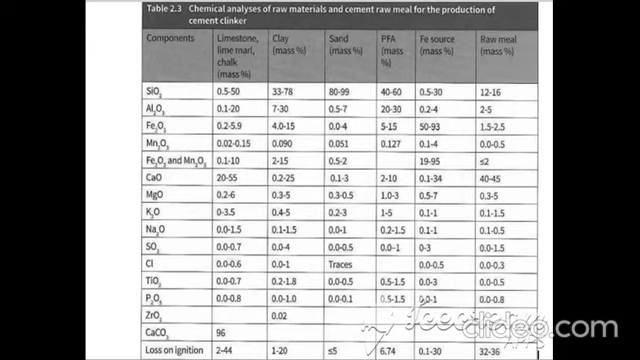 Table 2.3 Chemical analyses of raw materials and cement raw meal for the production of
cement clinker
Components Limestone, lime marl, chalk (mass %) Clay (mass %) Sand (mass %) PFA (mass %) Fe source (mass %) Raw meal (mass %)
SiO2 0.5-50 33-78 80-99 40-60 0.5-30 12-16
Al2O3 0.1-20 7-30 0.5-7 20-30 0.2-4 2-5
Fe2O3 0.2-5.9 4.0-15 0.0-4 5-15 50-93 1.5-2.5
Mn2O3 0.02-0.15 0.090 0.051 0.127 0.1-4 0.0-0.5
Fe2O3 and Mn2O3 0.1-10 2-15 0.5-2 19-95 ≤2
CaO 20-55 0.2-25 0.1-3 2-10 0.1-34 40-45
MgO 0.2-6 0.3-5 0.3-0.5 1.0-3 0.5-7 0.3-5
K2O 0-3.5 0.4-5 0.2-3 1-5 0.1-1 0.1-1.5
Na2O 0.0-1.5 0.1-1.5 0.0-1 0.2-1.5 0.1-1 0.1-0.5
SO2 0.0-0.7 0.0-4 0.0-0.5 0.0-1 0-3 0.0-1.5
Cl 0.0-0.6 0.0-1 Traces 0.0-0.5 0.0-0.3
TiO2 0.0-0.7 0.2-1.8 0.0-0.5 0.5-1.5 0.0-3 0.0-0.5
P2O5 0.0-0.8 0.0-1.0 0.0-0.1 0.5-1.5 0.0-1 0.0-0.8
ZrO2 0.02
CaCO3 96
Loss on ignition 2-44 1-20 ≤5 6.74 0.1-30 32-36
clideo.com